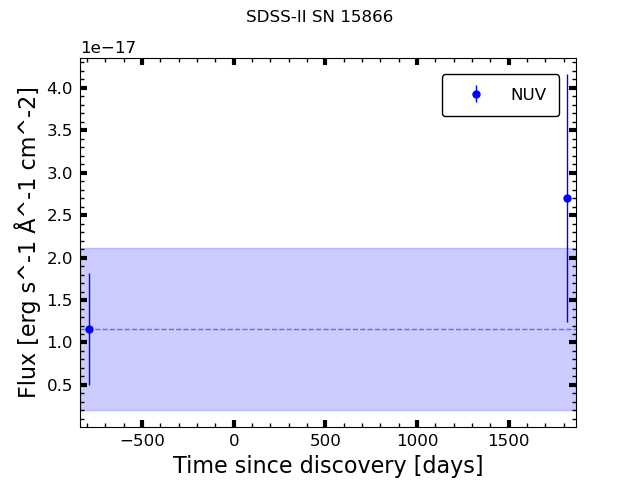 SDSS-II SN 15866
1e−17
NUV
4.0
3.5
3.0
2.5
2.0
1.5
1.0
0.5
Flux [erg s^-1 Å^-1 cm^-2]
−500 0 500 1000 1500
Time since discovery [days]